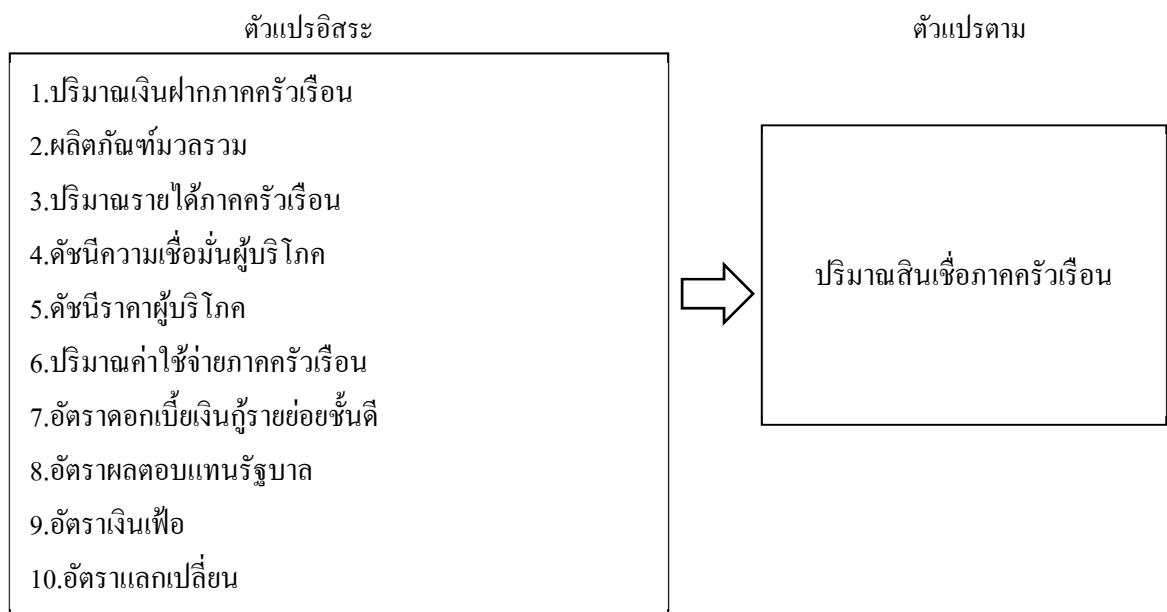 ตัวแปรอิสระ
1.ปริมาณเงินฝากภาคครัวเรือน
2.ผลิตภัณฑ์มวลรวม
3.ปริมาณรายได้ภาคครัวเรือน
4.ดัชนีความเชื่อมั่นผู้บริโภค
5.ดัชนีราคาผู้บริโภค
6.ปริมาณค่าใช้จ่ายภาคครัวเรือน
7.อัตราดอกเบี้ยเงินกู้รายย่อยชั้นดี
8.อัตราผลตอบแทนรัฐบาล
9.อัตราเงินเฟ้อ
10.อัตราแลกเปลี่ยน
ตัวแปรตาม
ปริมาณสินเชื่อภาคครัวเรือน